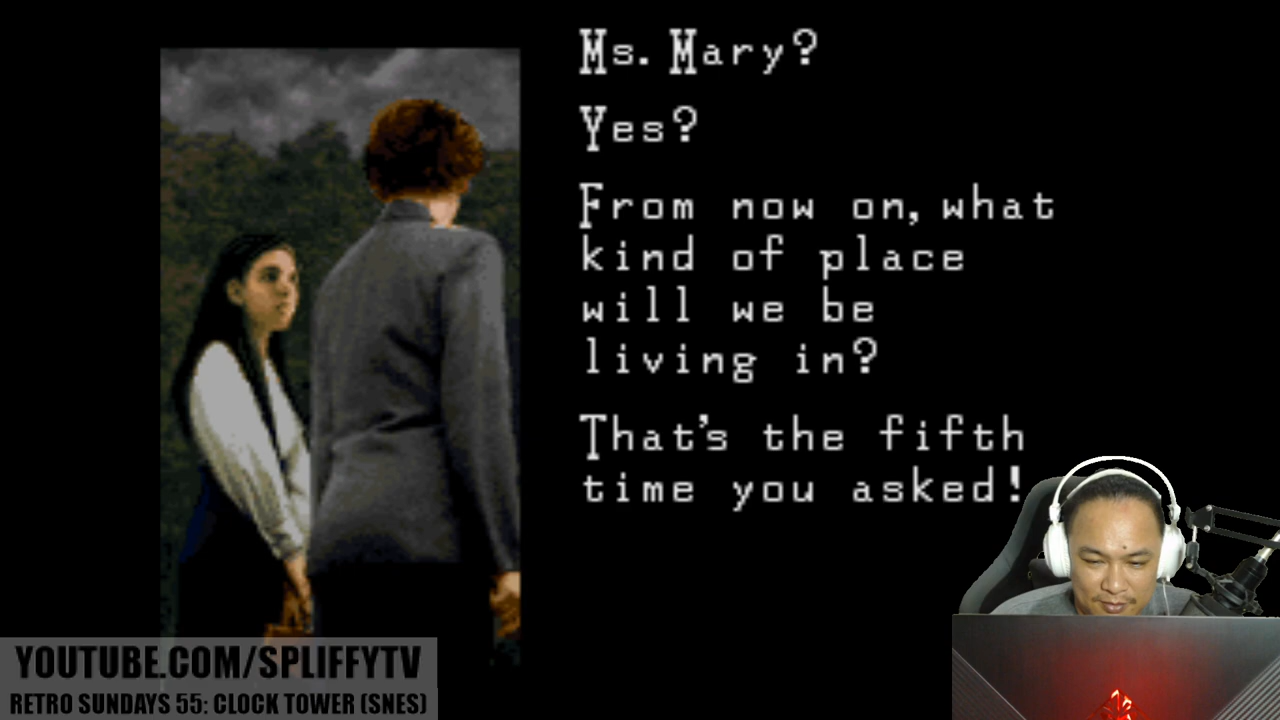 Ms. Mary?
Yes?
From now on, what
kind of place
will we be
living in?
That's the fifth
time you asked!
YOUTUBE.COM/SPLIFFYTV
RETRO SUNDAYS 55: CLOCK TOWER (SNES)